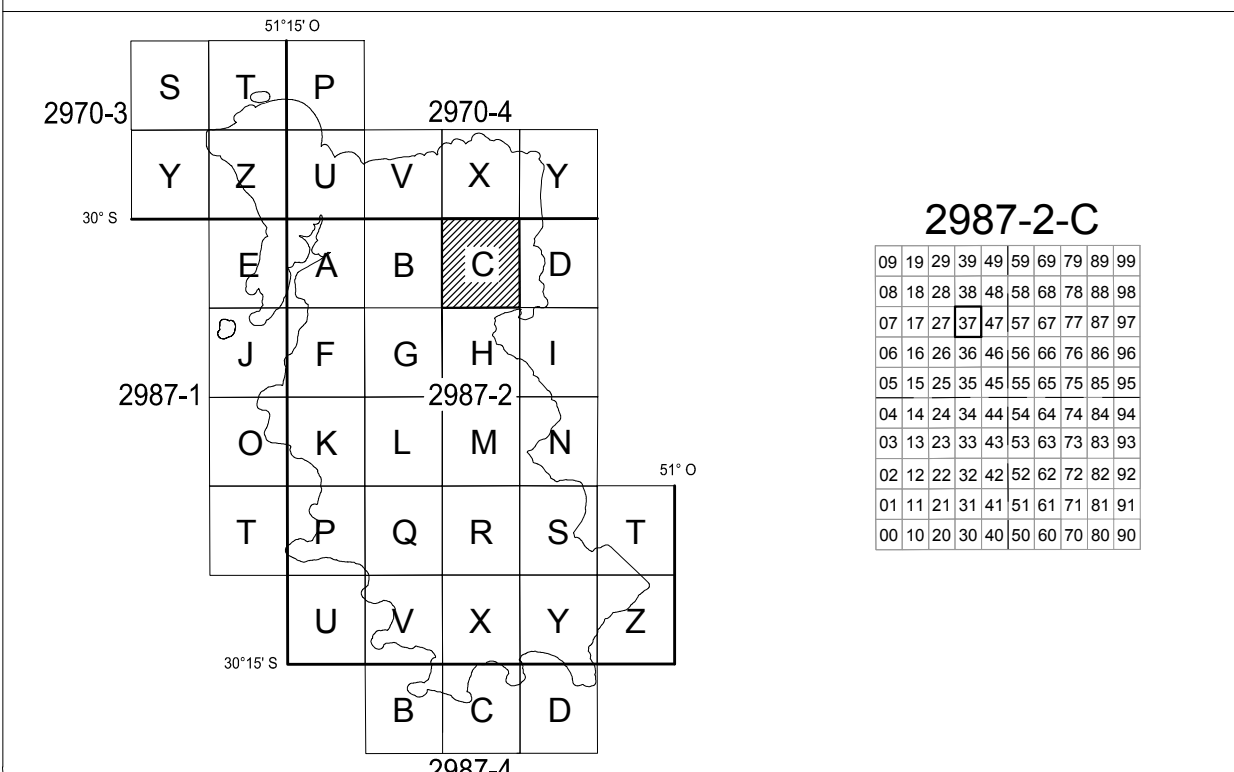 51°15' O
S T P
2970-3
2970-4
Y Z U V X Y
30° S
E A B C D
J F G H I
2987-1
2987-2
O K L M N
51° O
T P Q R S T
U V X Y Z
30°15' S
B C D
2987-4
2987-2-C
09 19 29 39 49 59 69 79 89 99
08 18 28 38 48 58 68 78 88 98
07 17 27 37 47 57 67 77 87 97
06 16 26 36 46 56 66 76 86 96
05 15 25 35 45 55 65 75 85 95
04 14 24 34 44 54 64 74 84 94
03 13 23 33 43 53 63 73 83 93
02 12 22 32 42 52 62 72 82 92
01 11 21 31 41 51 61 71 81 91
00 10 20 30 40 50 60 70 80 90